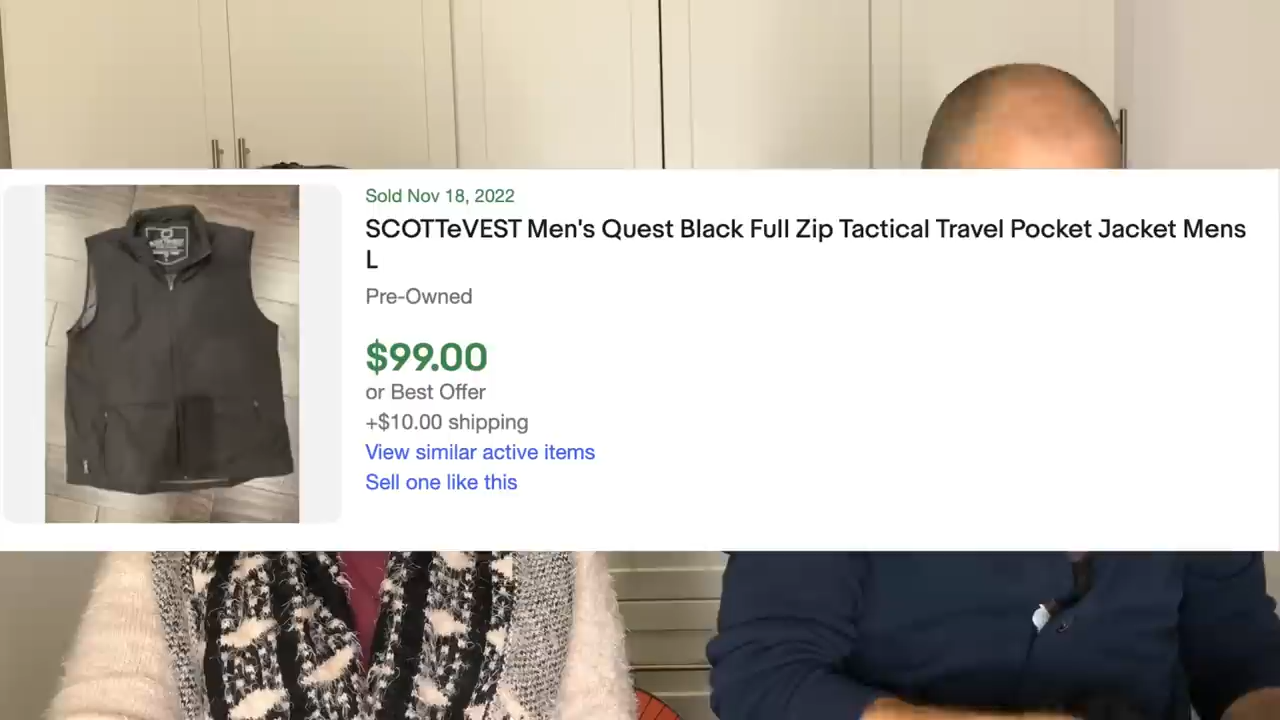 Sold Nov 18, 2022
SCOTTeVEST Men's Quest Black Full Zip Tactical Travel Pocket Jacket Mens
L
Pre-Owned
$99.00
or Best Offer
+$10.00 shipping
View similar active items
Sell one like this